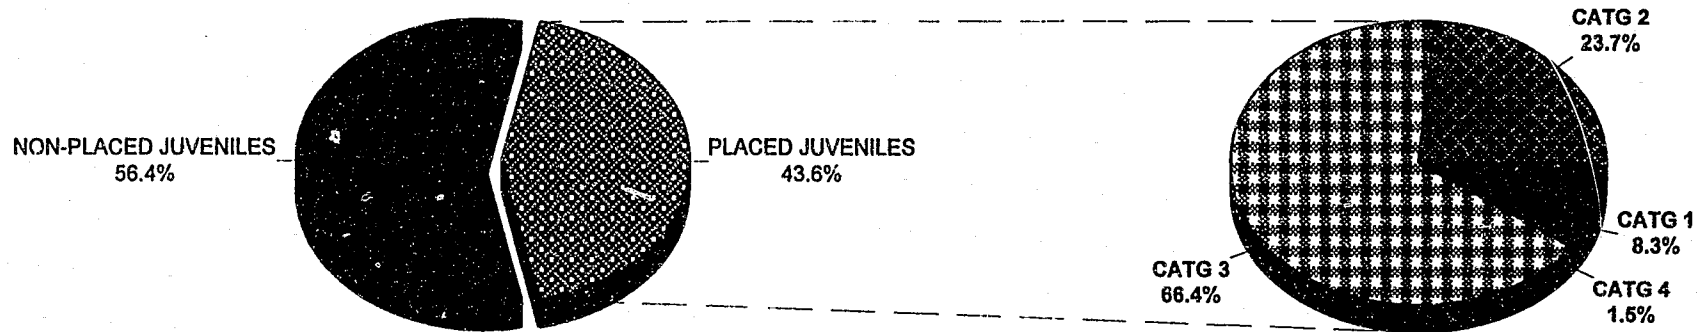 CATG 2
23.7%
NON-PLACED JUVENILES
56.4%
PLACED JUVENILES
43.6%
CATG 1
8.3%
CATG 3
66.4%
CATG 4
1.5%